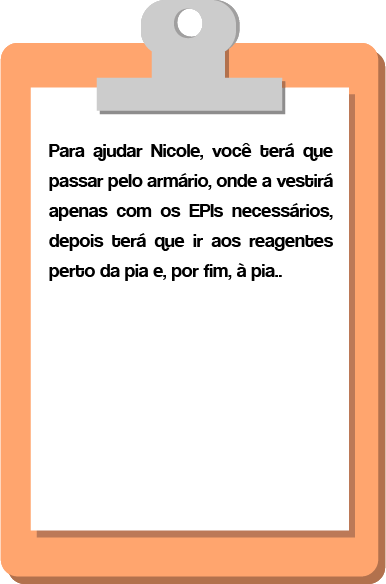 Para ajudar Nicole, você terá que
passar pelo armário, onde a vestirá
apenas com os EPIs necessários,
depois terá que ir aos reagentes
perto da pia e, por fim, à pia..